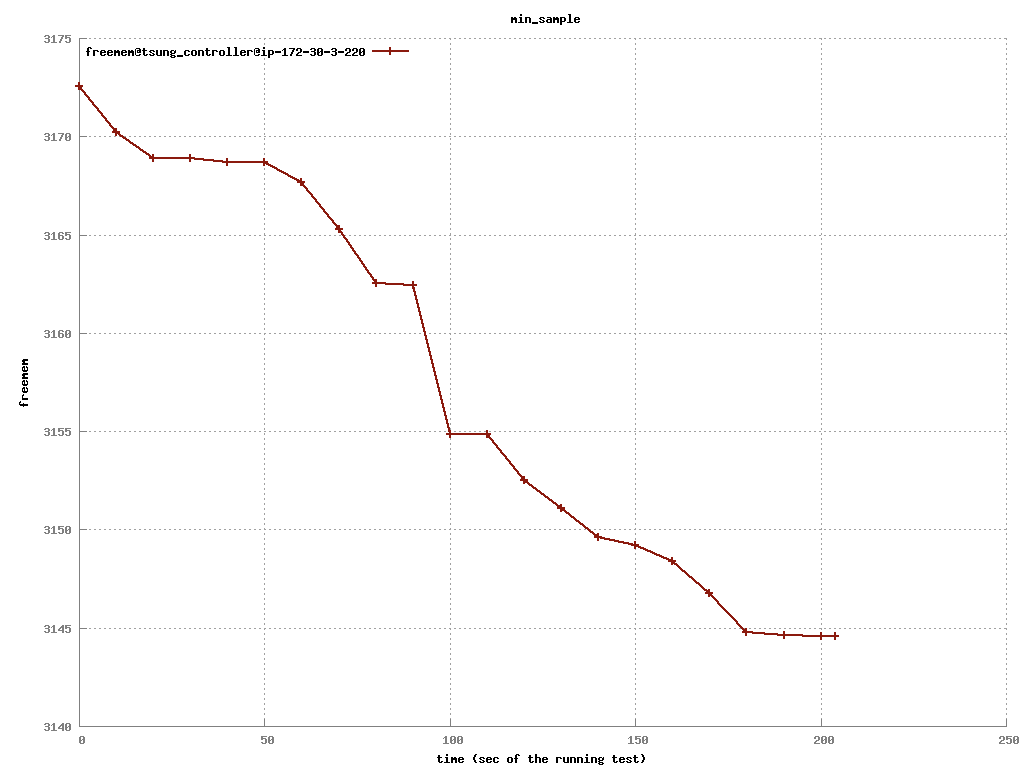 min_sample
3175
freemem@tsung_controller@ip-172-30-3-220
3170
3165
3160
freemem
3155
3150
3145
3140
0 50 100 150 200 250
time (sec of the running test)